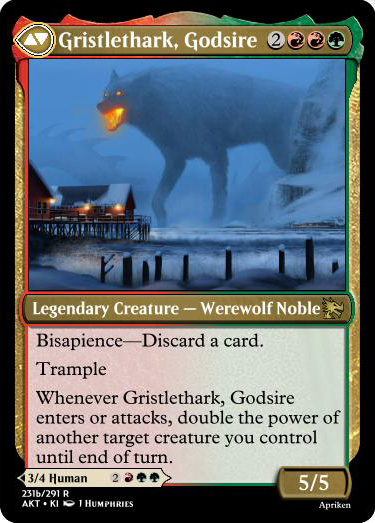 Gristlethark, Godsire 2
Legendary Creature — Werewolf Noble
Bisapience—Discard a card.
Trample
Whenever Gristlethark, Godsire
enters or attacks, double the power of
another target creature you control
until end of turn.
3/4 Human 2
5/5
231b/291 R
AKT • KI J Humphries
Apriken